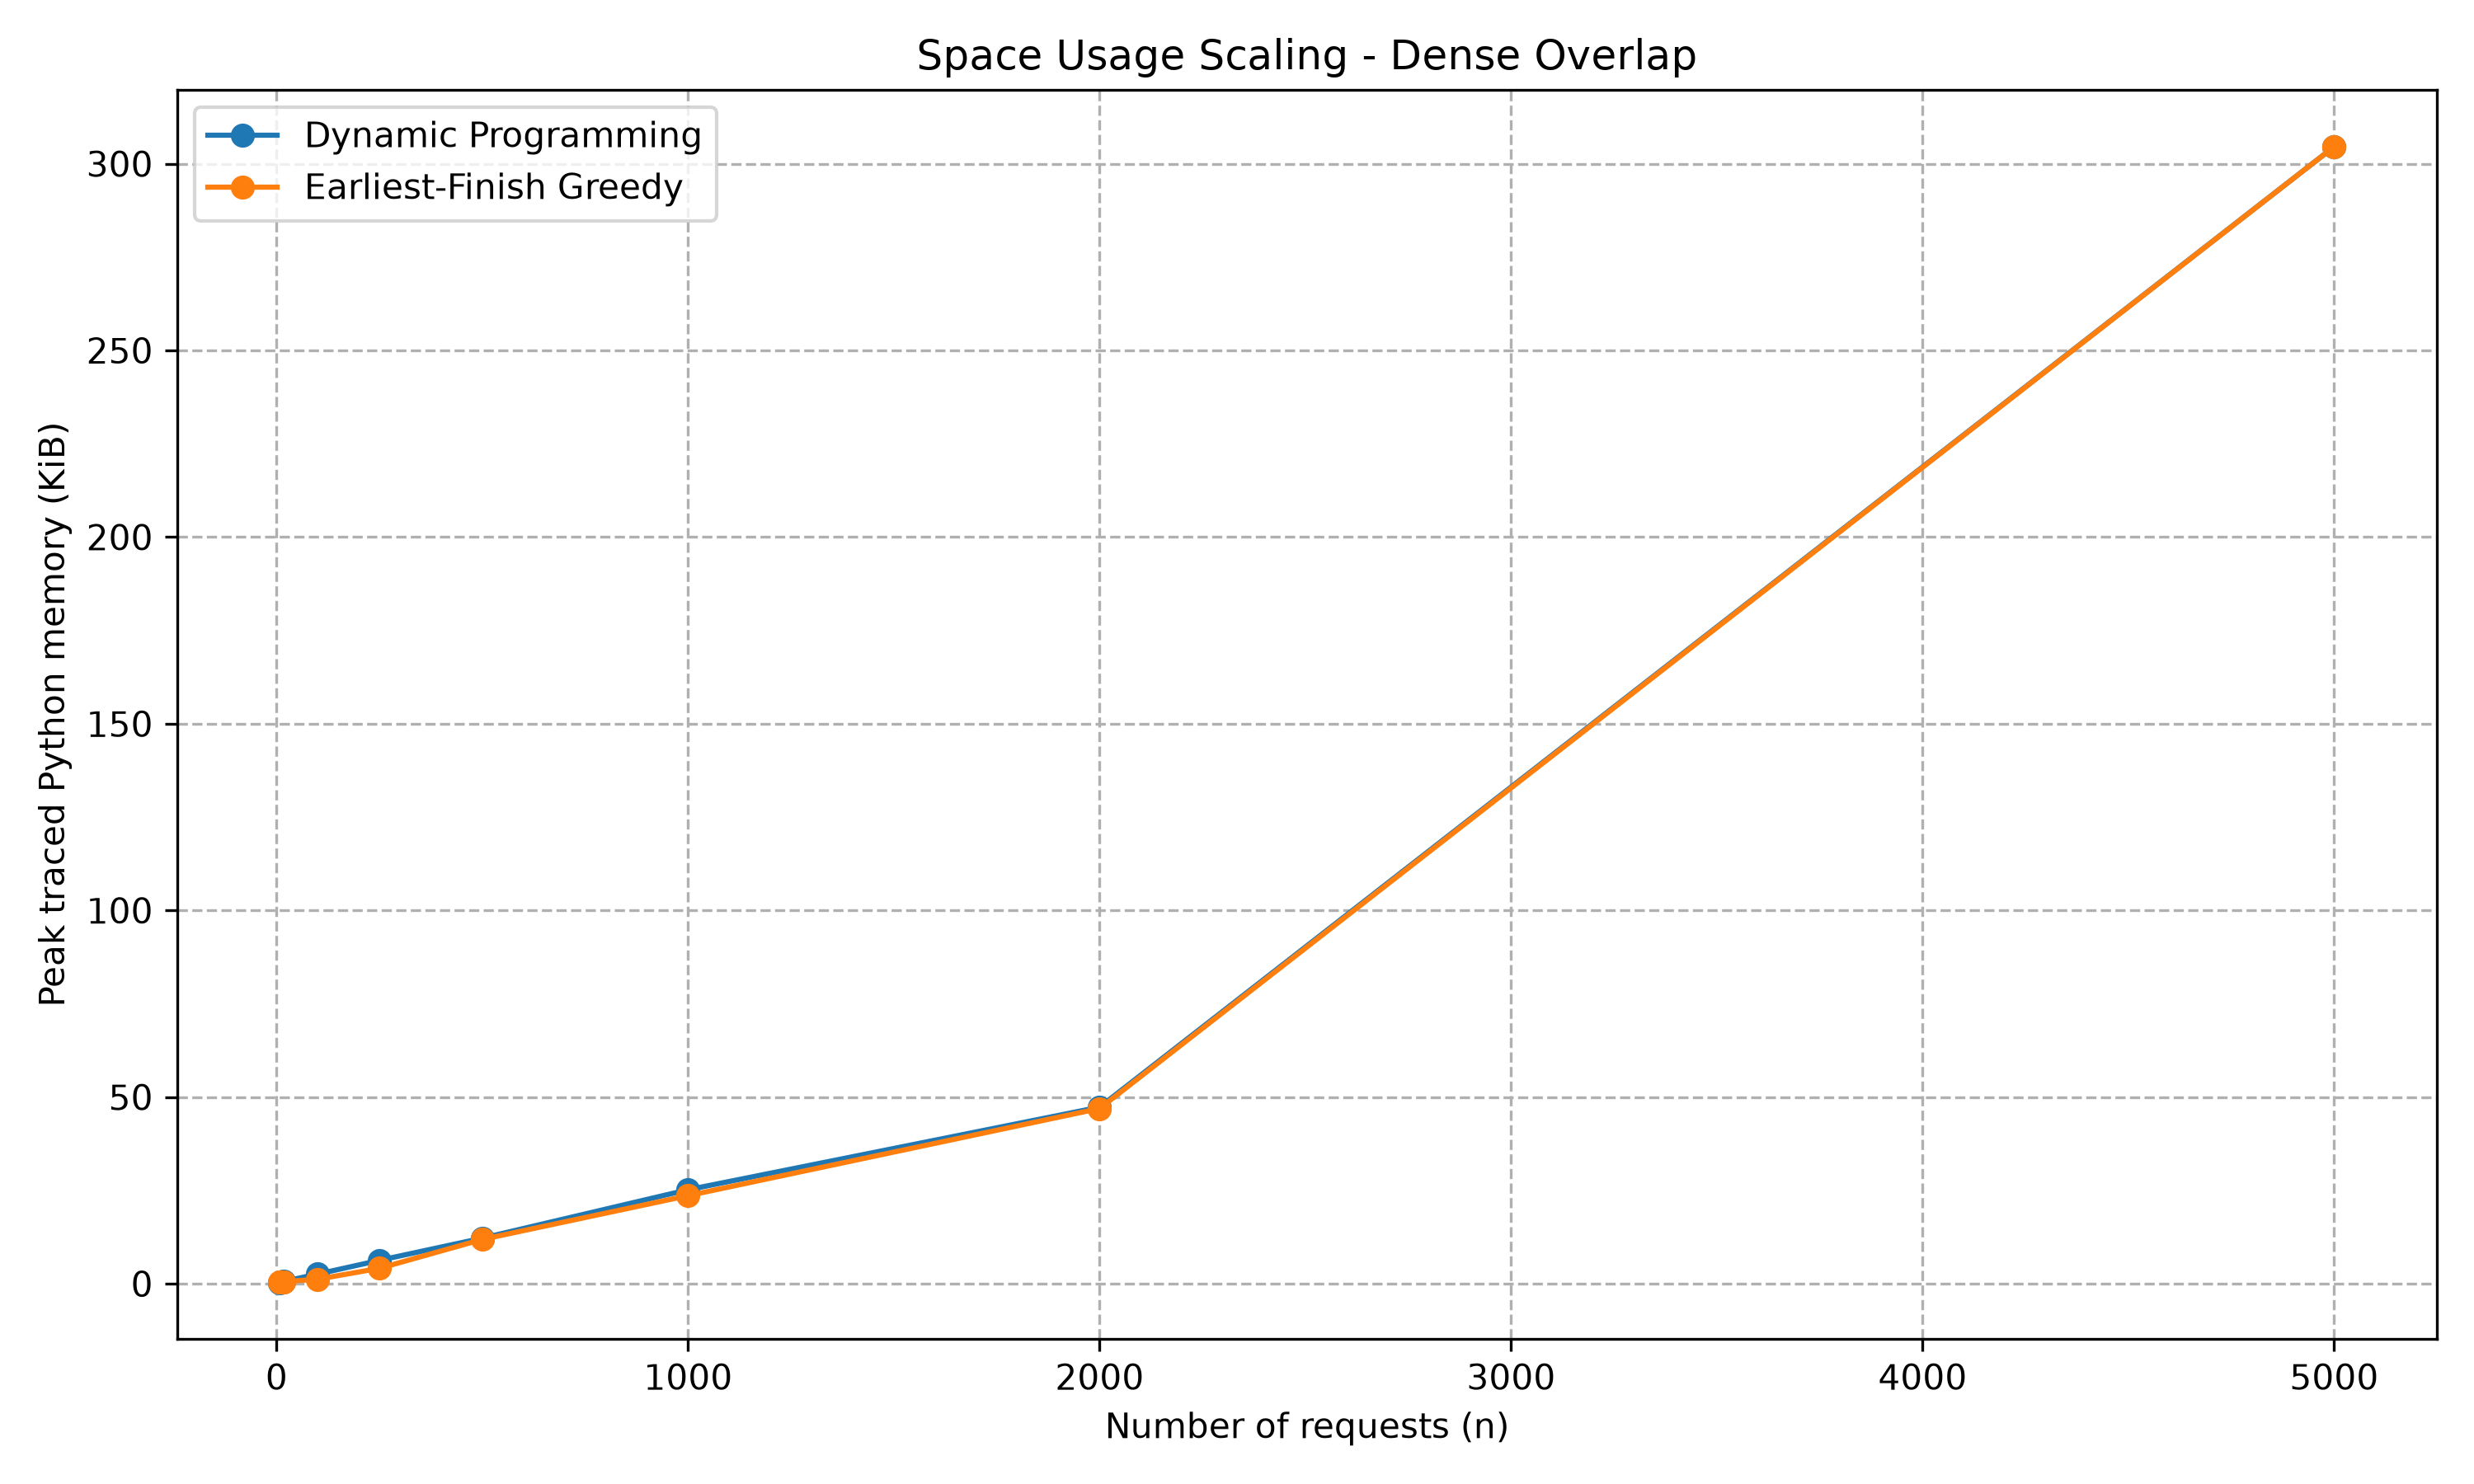 Space Usage Scaling - Dense Overlap
Dynamic Programming
Earliest-Finish Greedy
Peak traced Python memory (KiB)
300
250
200
150
100
50
0
0 1000 2000 3000 4000 5000
Number of requests (n)